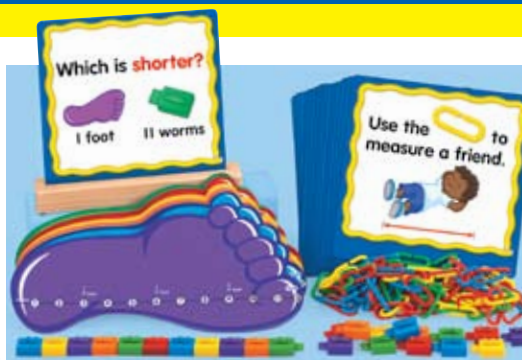 Which is shorter?
1 foot 11 worms
Use the to
measure a friend.